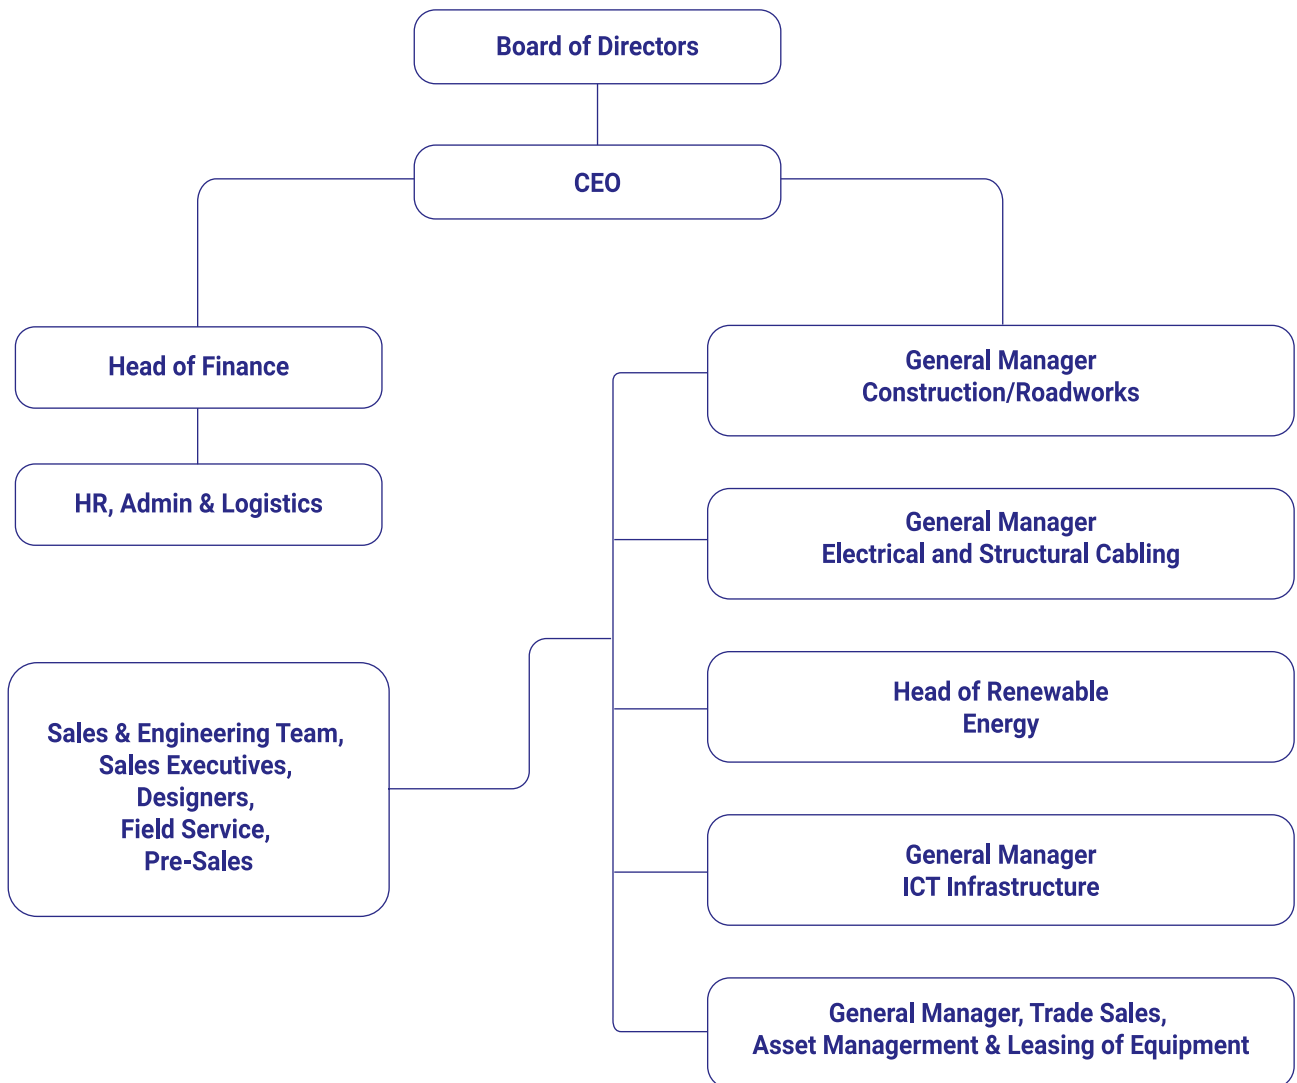 Board of Directors
CEO
Head of Finance
HR, Admin & Logistics
General Manager
Construction/Roadworks
General Manager
Electrical and Structural Cabling
Head of Renewable
Energy
General Manager
ICT Infrastructure
General Manager, Trade Sales,
Asset Managerment & Leasing of Equipment
Sales & Engineering Team,
Sales Executives,
Designers,
Field Service,
Pre-Sales